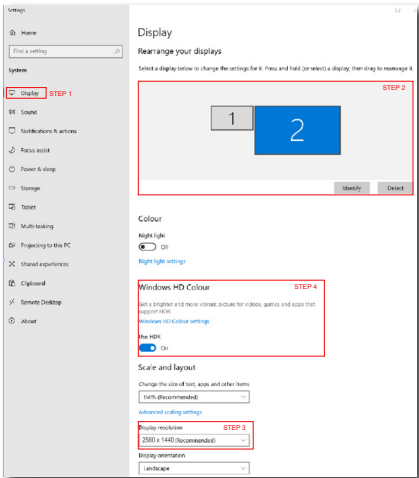 Settings
Home
Find a setting
System
Display STEP 1
Sound
Notifications & actions
Focus assist
Power & sleep
Storage
Tablet
Multi-tasking
Projecting to this PC
Shared experiences
Clipboard
Remote Desktop
About
Display
Rearrange your displays
Select a display below to change the settings for it. Press and hold (or select) a display, then drag to rearrange it.
STEP 2
1
2
Identify Detect
Colour
Night light
Off
Night light settings
Windows HD Colour STEP 4
Get a brighter and more vibrant picture for videos, games and apps that
support HDR.
Windows HD Colour settings
Use HDR
On
Scale and layout
Change the size of text, apps and other items
(Recommended)
Advanced scaling settings
Display resolution STEP 3
2560 x 1440 (Recommended)
Display orientation
Landscape